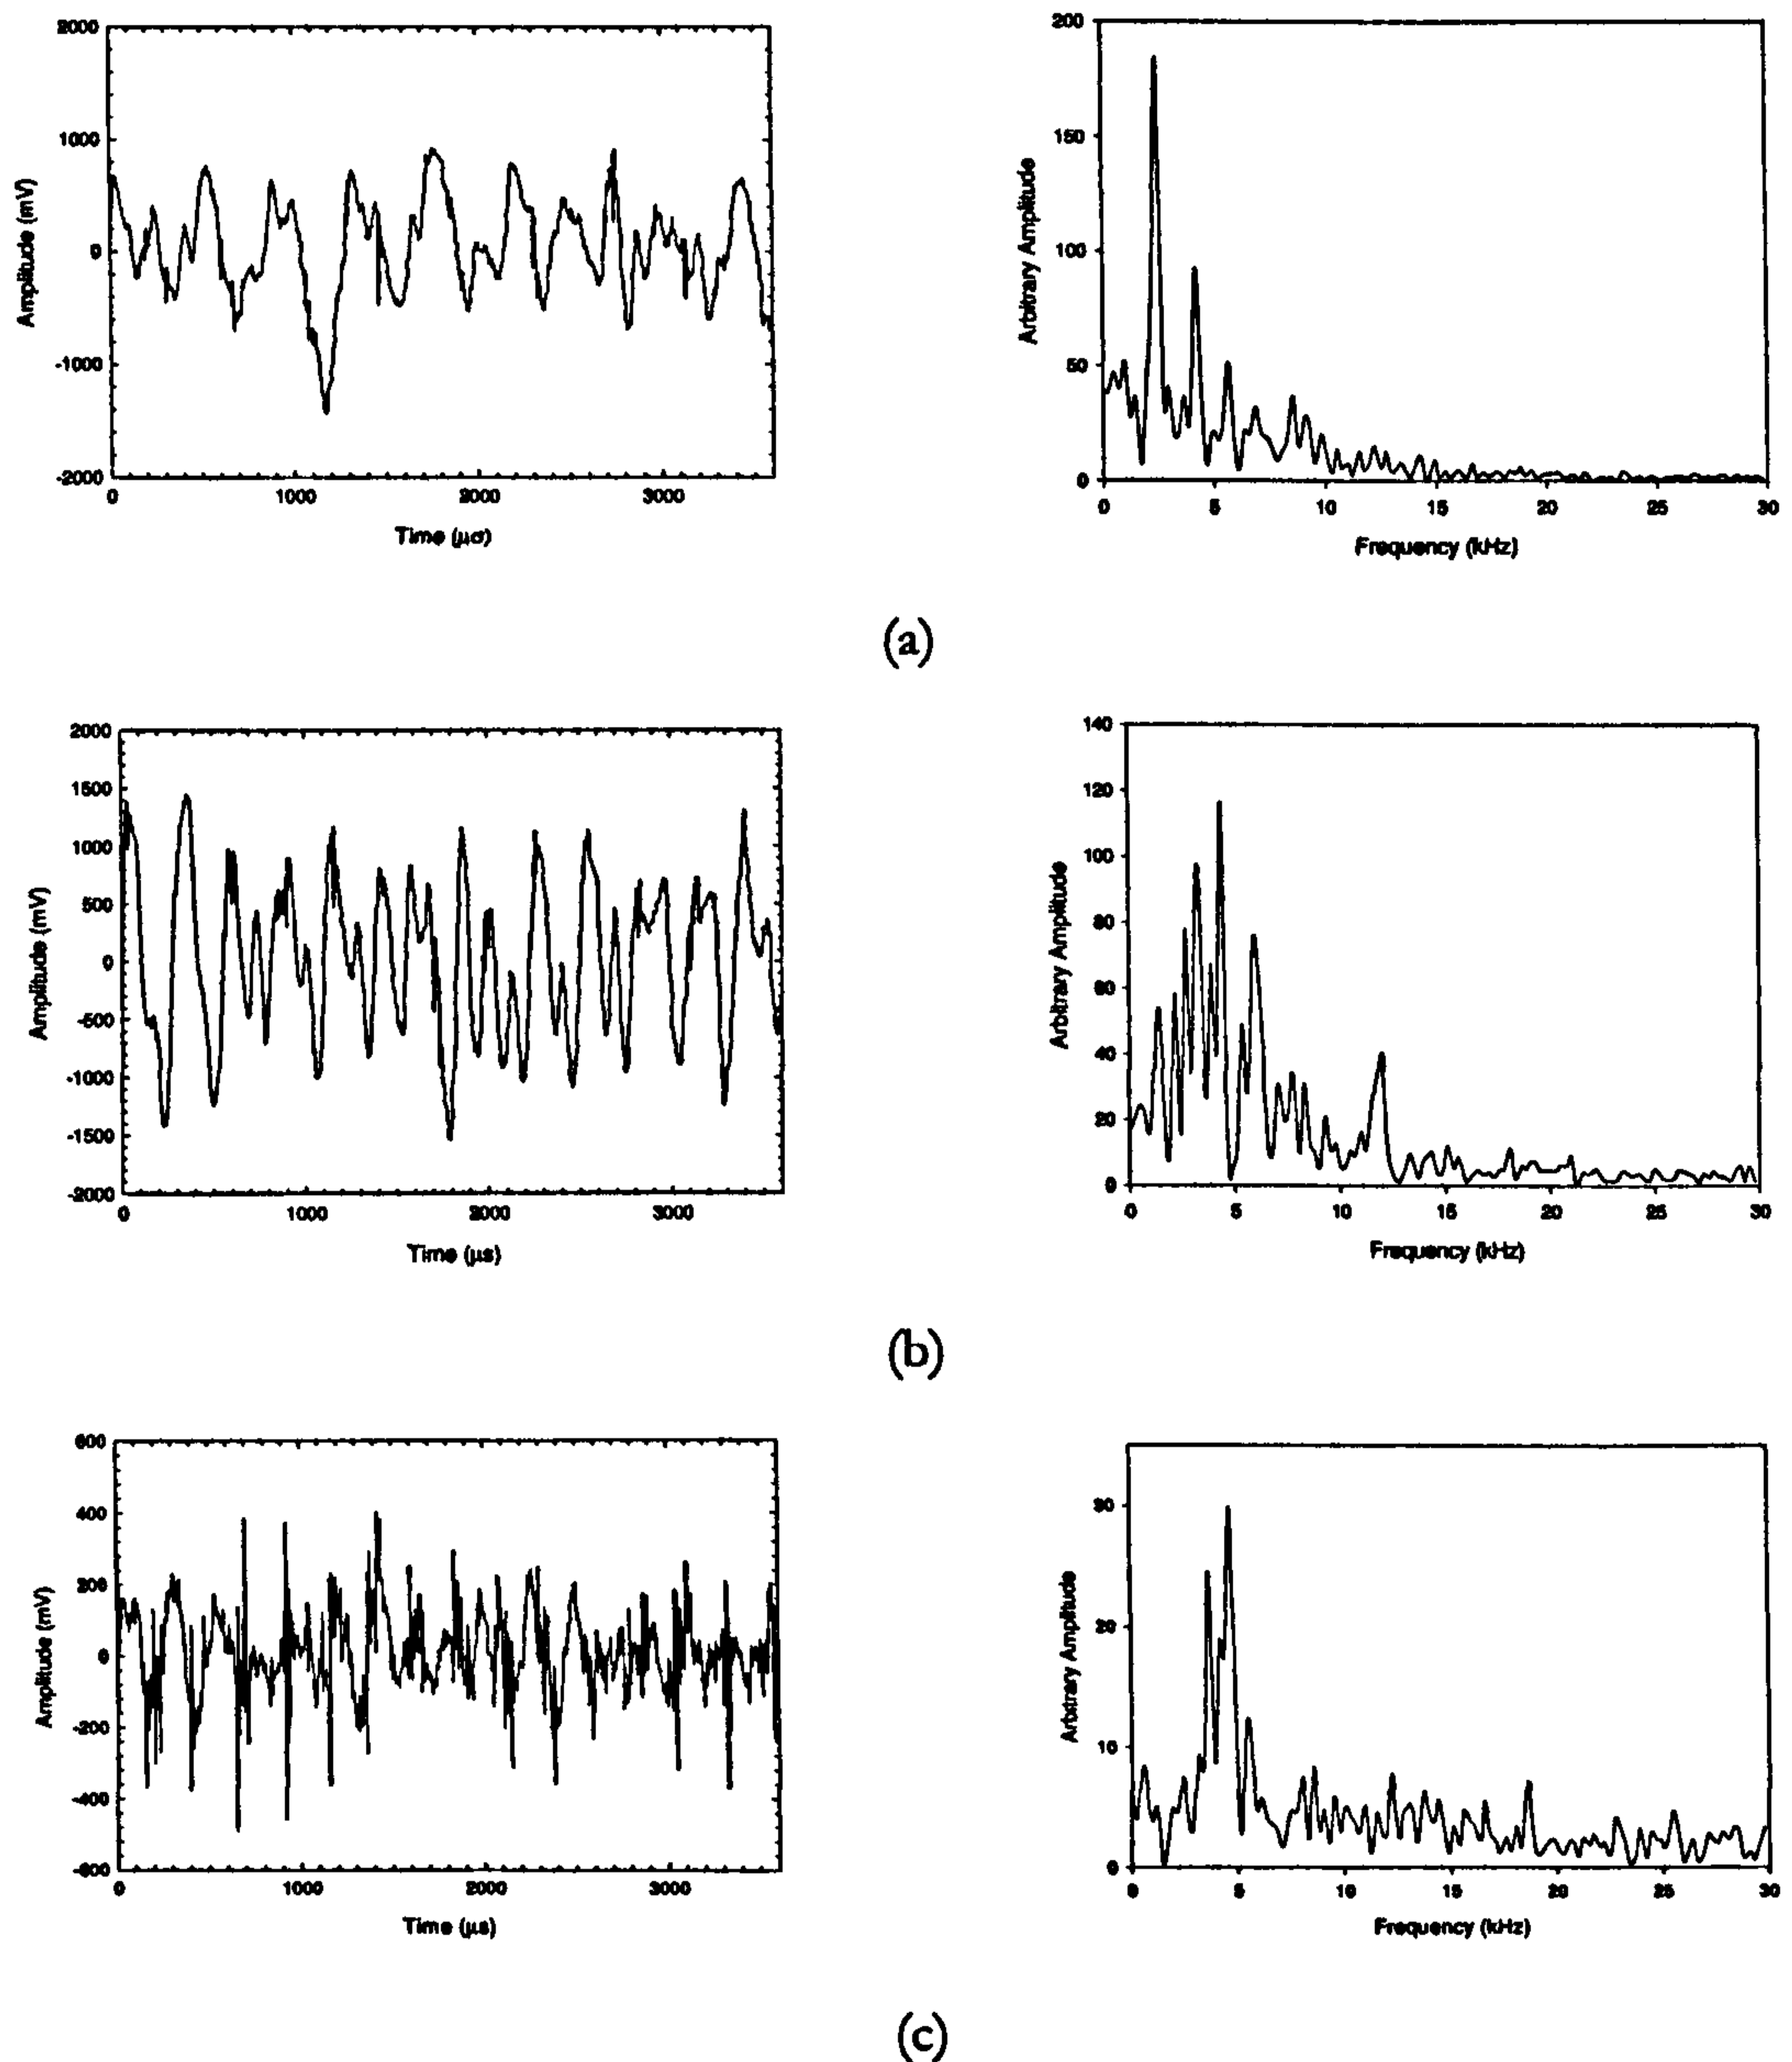 2000
1000
0
-1000
-2000
0 1000 2000 3000
Amplitude (mV)
Time (μσ)
200
150
100
50
0
0 5 10 15 20 25 30
Arbitrary Amplitude
Frequency (kHz)
(a)
2000
1500
1000
500
0
-500
-1000
-1500
-2000
0 1000 2000 3000
Amplitude (mV)
Time (μs)
140
120
100
80
60
40
20
0
0 5 10 15 20 25 30
Arbitrary Amplitude
Frequency (kHz)
(b)
600
400
200
0
-200
-400
-600
0 1000 2000 3000
Amplitude (mV)
Time (μs)
30
20
10
0
0 5 10 15 20 25 30
Arbitrary Amplitude
Frequency (kHz)
(c)